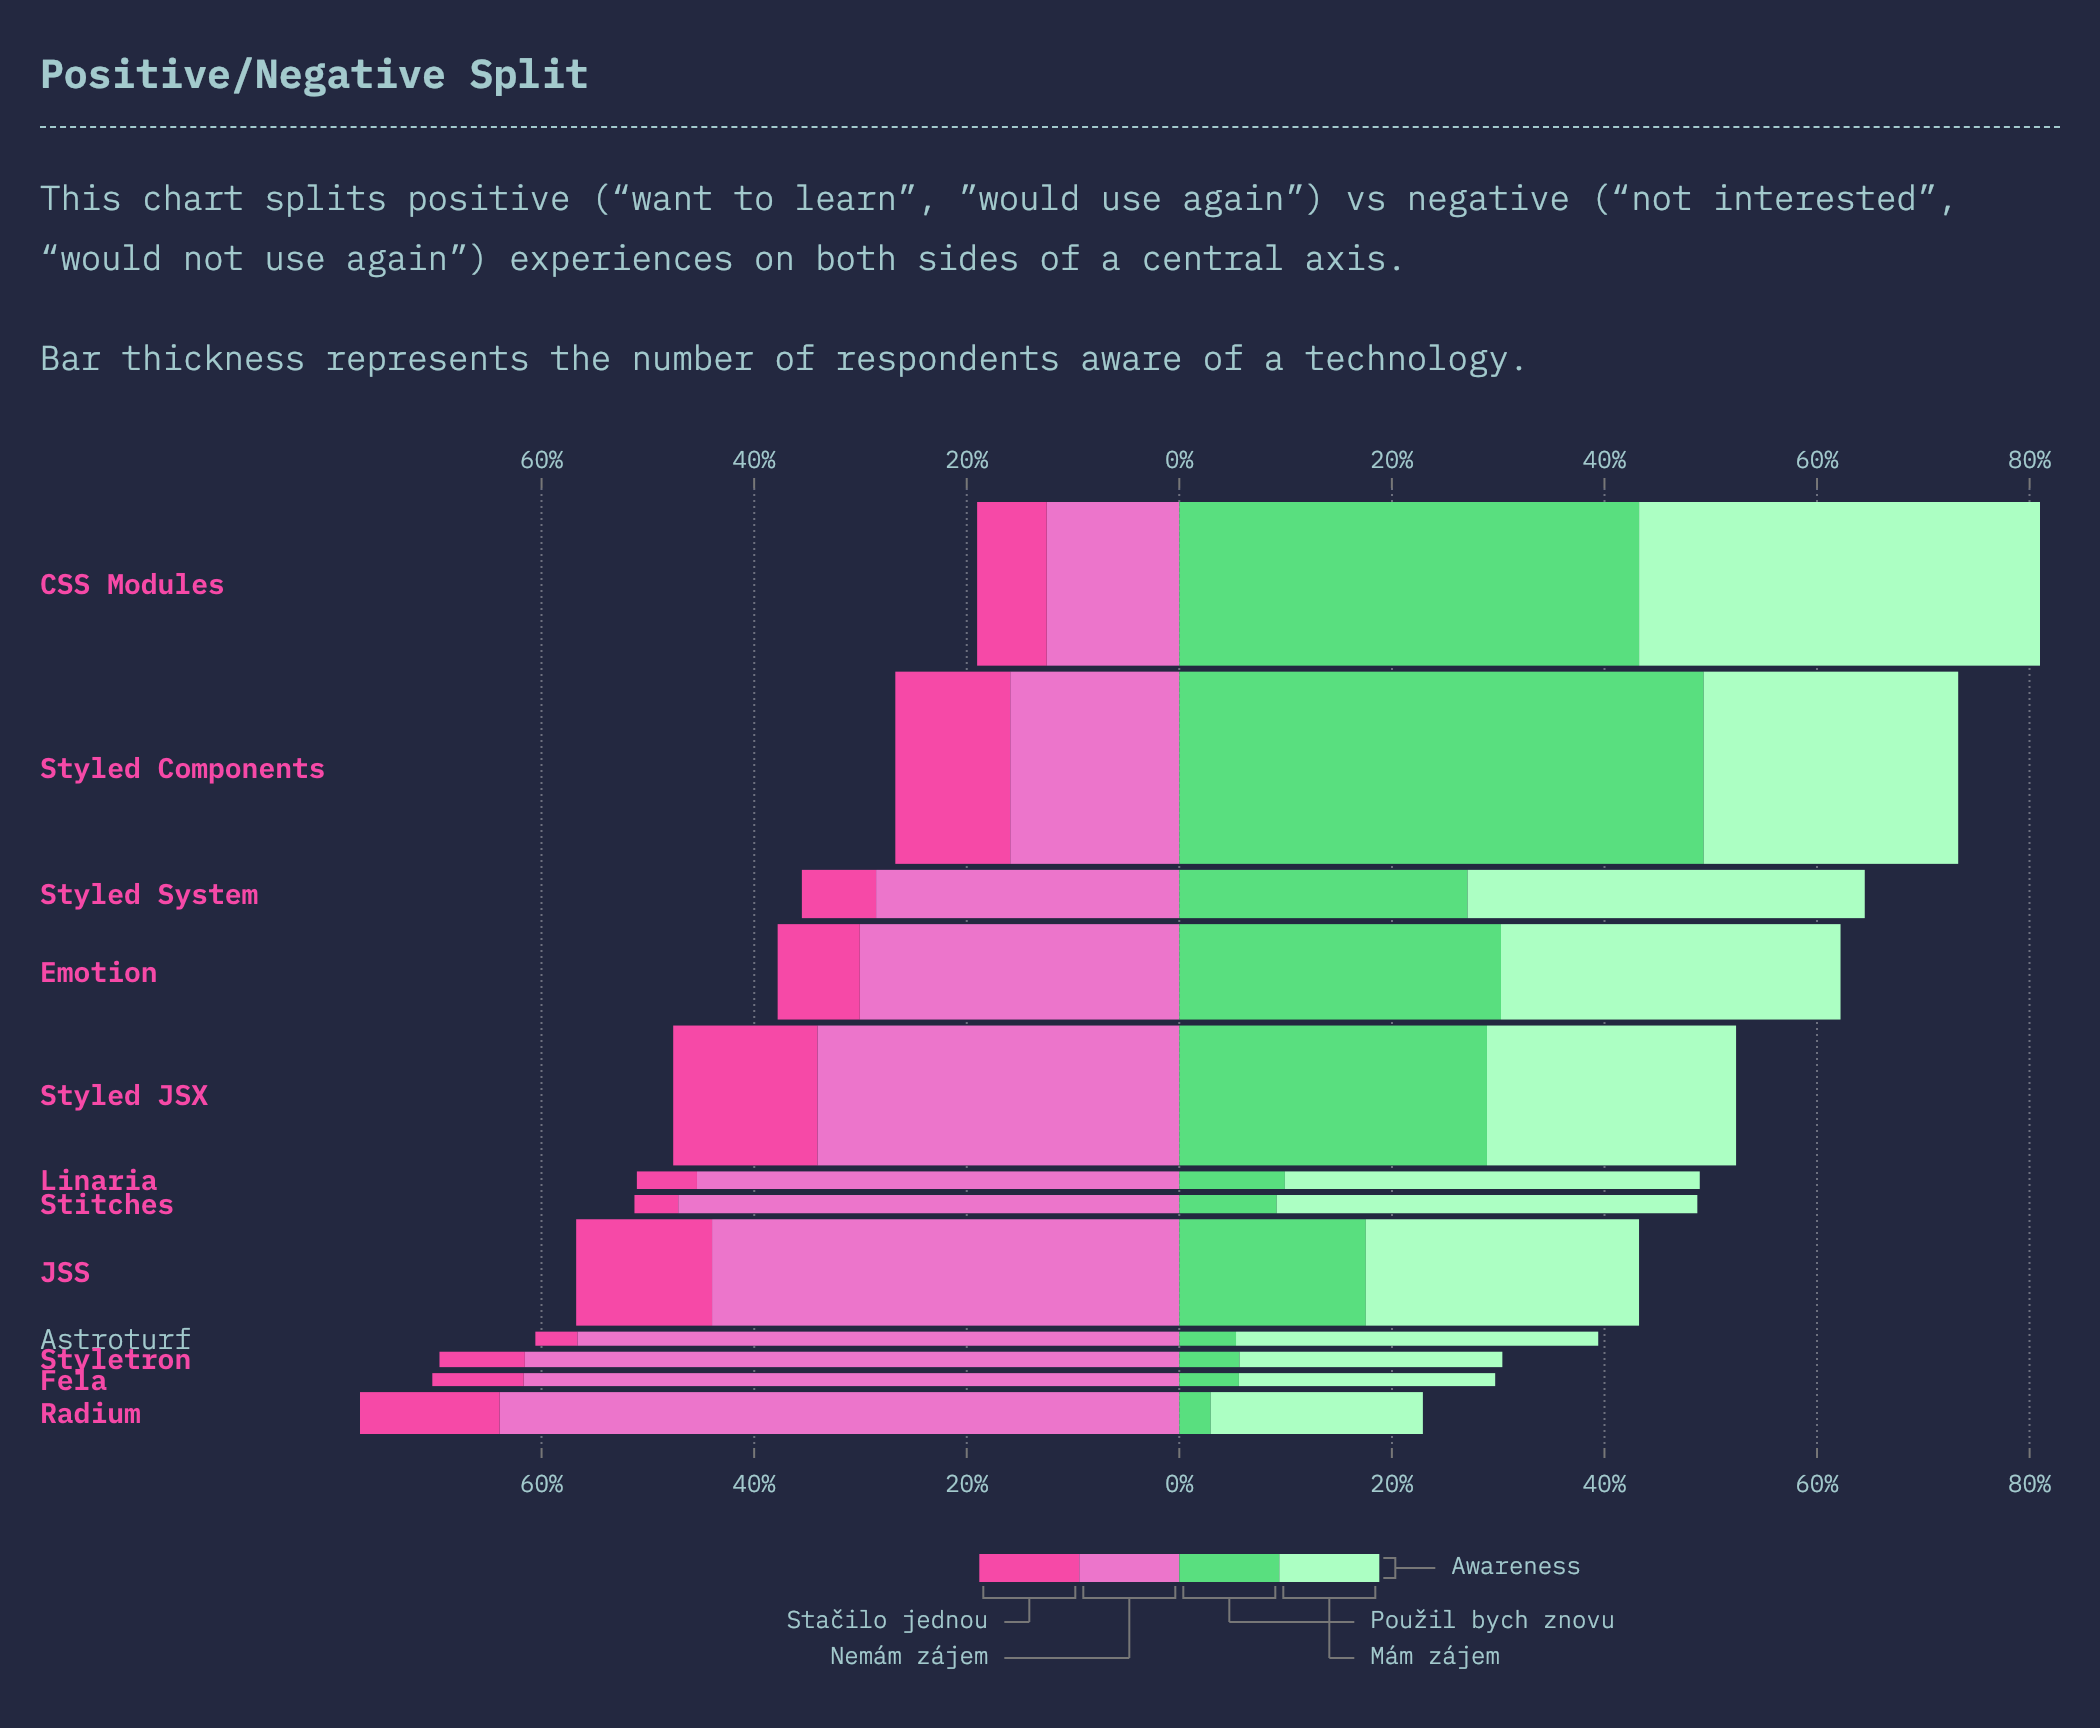 Positive/Negative Split
This chart splits positive (“want to learn”, ”would use again”) vs negative (“not interested”,
“would not use again”) experiences on both sides of a central axis.
Bar thickness represents the number of respondents aware of a technology.
60% 40% 20% 0% 20% 40% 60% 80%
CSS Modules
Styled Components
Styled System
Emotion
Styled JSX
Linaria
Stitches
JSS
Astroturf
Styletron
Fela
Radium
60% 40% 20% 0% 20% 40% 60% 80%
Awareness
Stačilo jednou
Použil bych znovu
Nemám zájem
Mám zájem